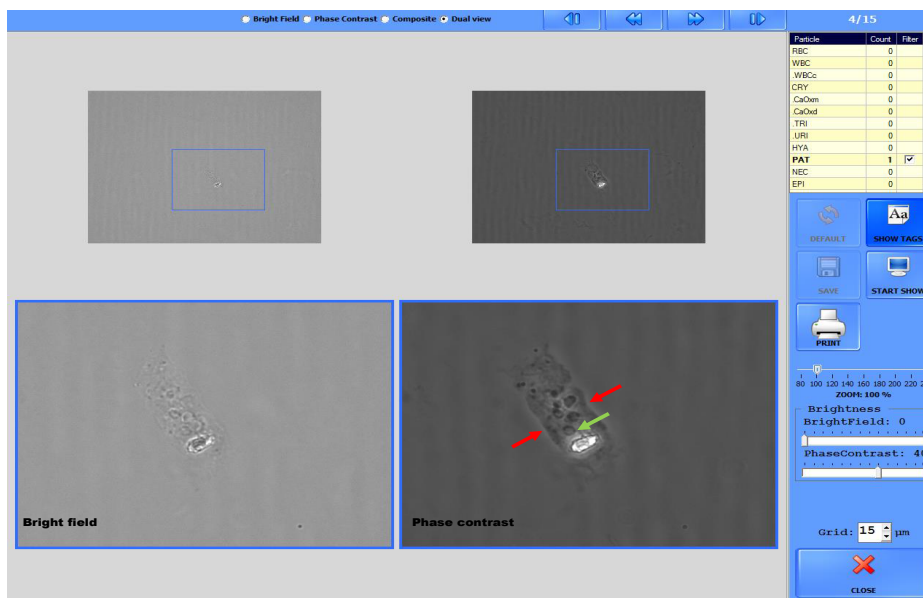 Bright Field Phase Contrast Composite Dual view
4/15
Particle Count Filter
RBC 0
WBC 0
.WBCc 0
CRY 0
.CaOxm 0
.CaOxd 0
.TRI 0
.URI 0
HYA 0
PAT 1
NEC 0
EPI 0
DEFAULT
Aa
SHOW TAGS
SAVE
START SHOW
PRINT
80 100 120 140 160 180 200 220
ZOOM: 100 %
Brightness
BrightField: 0
PhaseContrast: 40
Bright field
Phase contrast
Grid: 15 µm
CLOSE